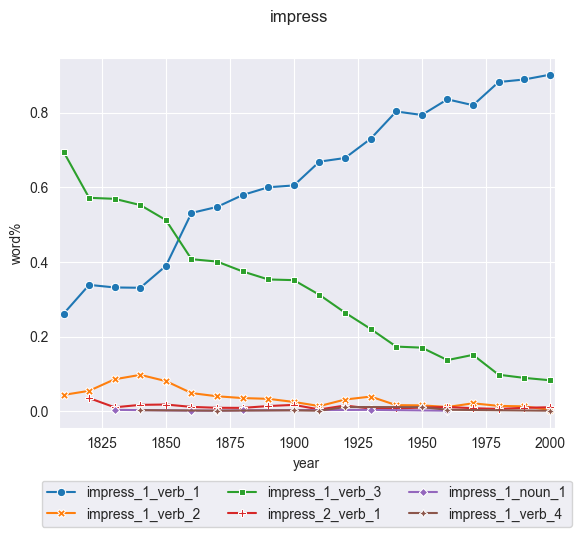 impress
word%
0.8
0.6
0.4
0.2
0.0
1825 1850 1875 1900 1925 1950 1975 2000
year
impress_1_verb_1 impress_1_verb_3 impress_1_noun_1
impress_1_verb_2 impress_2_verb_1 impress_1_verb_4